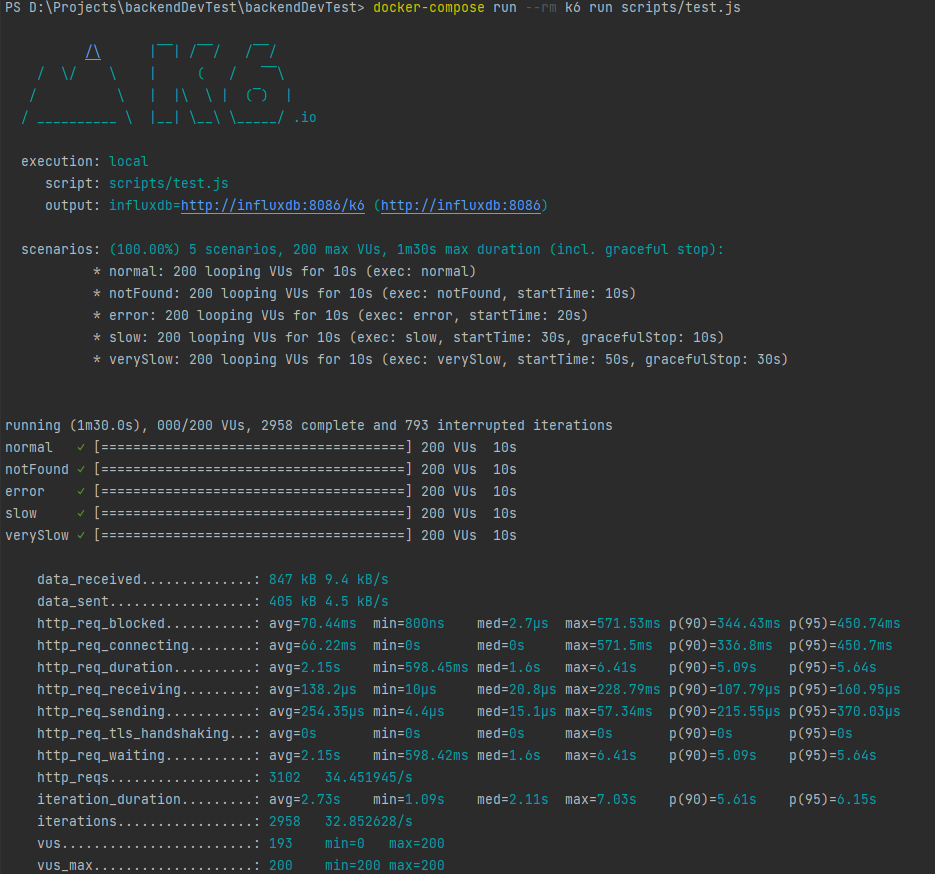 PS D:\Projects\backendDevTest\backendDevTest> docker-compose run --rm k6 run scripts/test.js
          /\      |‾‾| /‾‾/   /‾‾/
     /\  /  \     |  |/  /   /  /
    /  \/    \    |     (   /   ‾‾\
   /          \   |  |\  \ |  (‾)  |
  / __________ \  |__| \__\ \_____/ .io
execution: local
script: scripts/test.js
output: influxdb=http://influxdb:8086/k6 (http://influxdb:8086)
scenarios: (100.00%) 5 scenarios, 200 max VUs, 1m30s max duration (incl. graceful stop):
* normal: 200 looping VUs for 10s (exec: normal)
* notFound: 200 looping VUs for 10s (exec: notFound, startTime: 10s)
* error: 200 looping VUs for 10s (exec: error, startTime: 20s)
* slow: 200 looping VUs for 10s (exec: slow, startTime: 30s, gracefulStop: 10s)
* verySlow: 200 looping VUs for 10s (exec: verySlow, startTime: 50s, gracefulStop: 30s)
running (1m30.0s), 000/200 VUs, 2958 complete and 793 interrupted iterations
normal   ✓ [======================================] 200 VUs  10s
notFound ✓ [======================================] 200 VUs  10s
error    ✓ [======================================] 200 VUs  10s
slow     ✓ [======================================] 200 VUs  10s
verySlow ✓ [======================================] 200 VUs  10s
data_received..............: 847 kB 9.4 kB/s
data_sent..................: 405 kB 4.5 kB/s
http_req_blocked...........: avg=70.44ms  min=800ns    med=2.7µs  max=571.53ms p(90)=344.43ms p(95)=450.74ms
http_req_connecting........: avg=66.22ms  min=0s       med=0s     max=571.5ms  p(90)=336.8ms  p(95)=450.7ms
http_req_duration..........: avg=2.15s    min=598.45ms med=1.6s   max=6.41s    p(90)=5.09s    p(95)=5.64s
http_req_receiving.........: avg=138.2µs  min=10µs     med=20.8µs max=228.79ms p(90)=107.79µs p(95)=160.95µs
http_req_sending...........: avg=254.35µs min=4.4µs    med=15.1µs max=57.34ms  p(90)=215.55µs p(95)=370.03µs
http_req_tls_handshaking...: avg=0s       min=0s       med=0s     max=0s       p(90)=0s       p(95)=0s
http_req_waiting...........: avg=2.15s    min=598.42ms med=1.6s   max=6.41s    p(90)=5.09s    p(95)=5.64s
http_reqs..................: 3102   34.451945/s
iteration_duration.........: avg=2.73s    min=1.09s    med=2.11s  max=7.03s    p(90)=5.61s    p(95)=6.15s
iterations.................: 2958   32.852628/s
vus........................: 193    min=0   max=200
vus_max....................: 200    min=200 max=200